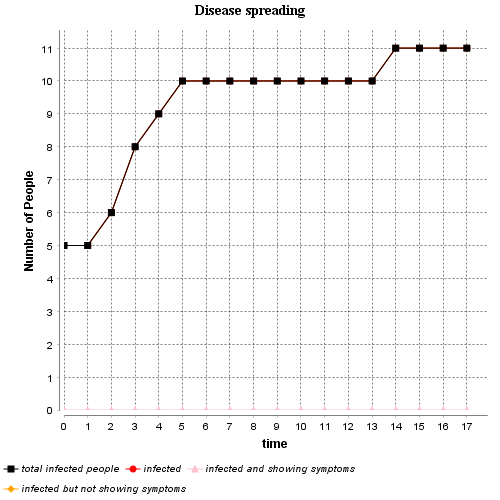 Disease spreading
Number of People
11
10
9
8
7
6
5
4
3
2
1
0
0 1 2 3 4 5 6 7 8 9 10 11 12 13 14 15 16 17
time
total infected people infected infected and showing symptoms
infected but not showing symptoms